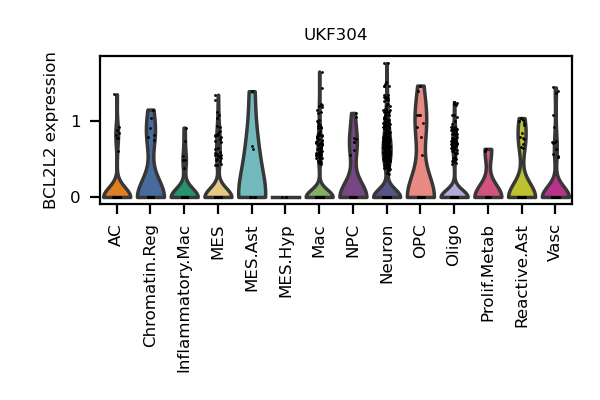 UKF304
BCL2L2 expression
1
0
AC
Chromatin.Reg
Inflammatory.Mac
MES
MES.Ast
MES.Hyp
Mac
NPC
Neuron
OPC
Oligo
Prolif.Metab
Reactive.Ast
Vasc